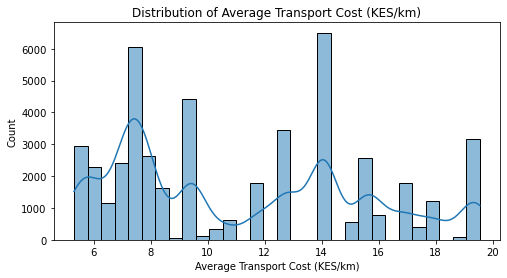 Distribution of Average Transport Cost (KES/km)
6000
5000
4000
3000
2000
1000
0
Count
6 8 10 12 14 16 18 20
Average Transport Cost (KES/km)